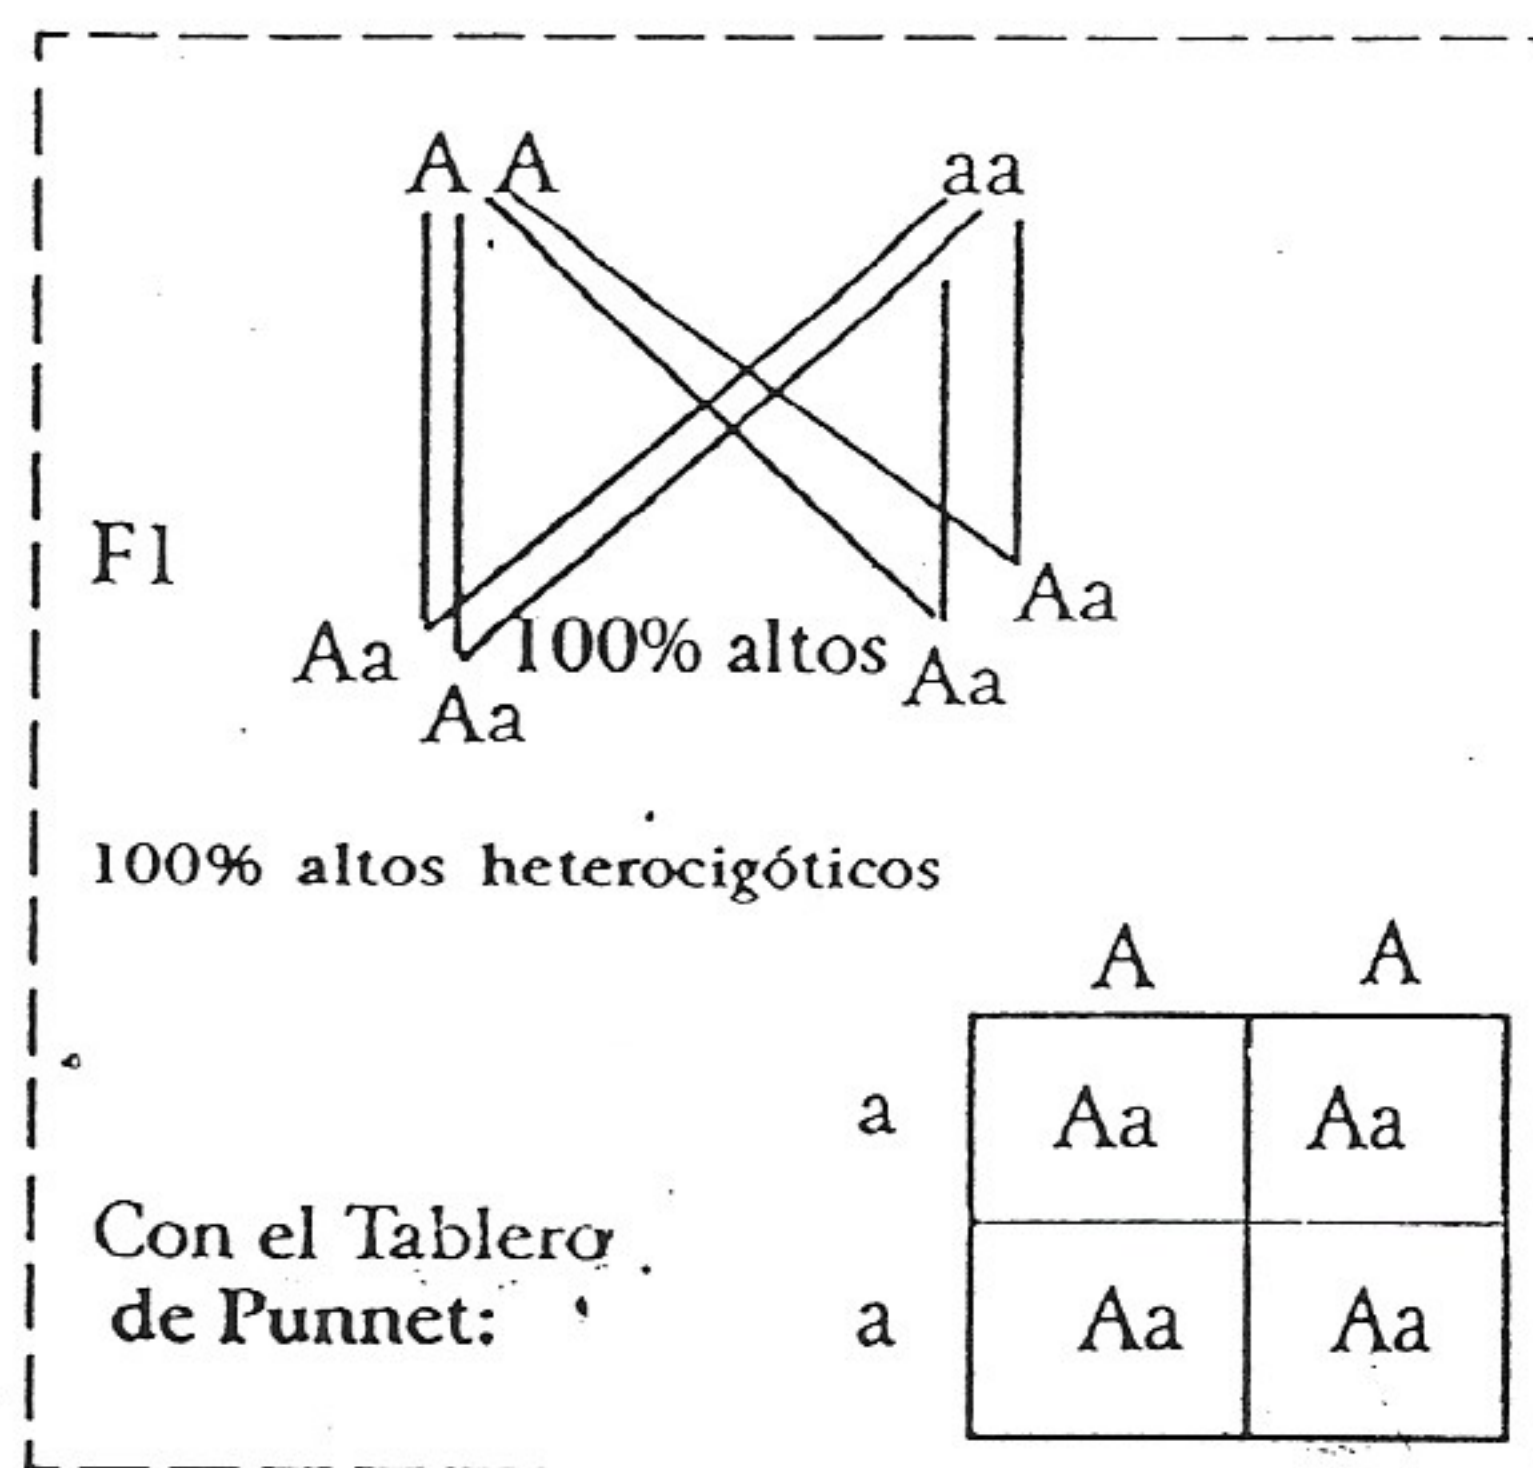 A A aa
F1
Aa
Aa
100% altos
Aa
Aa
100% altos heterocigóticos
A A
a Aa Aa
Con el Tablero
de Punnet:
a Aa Aa